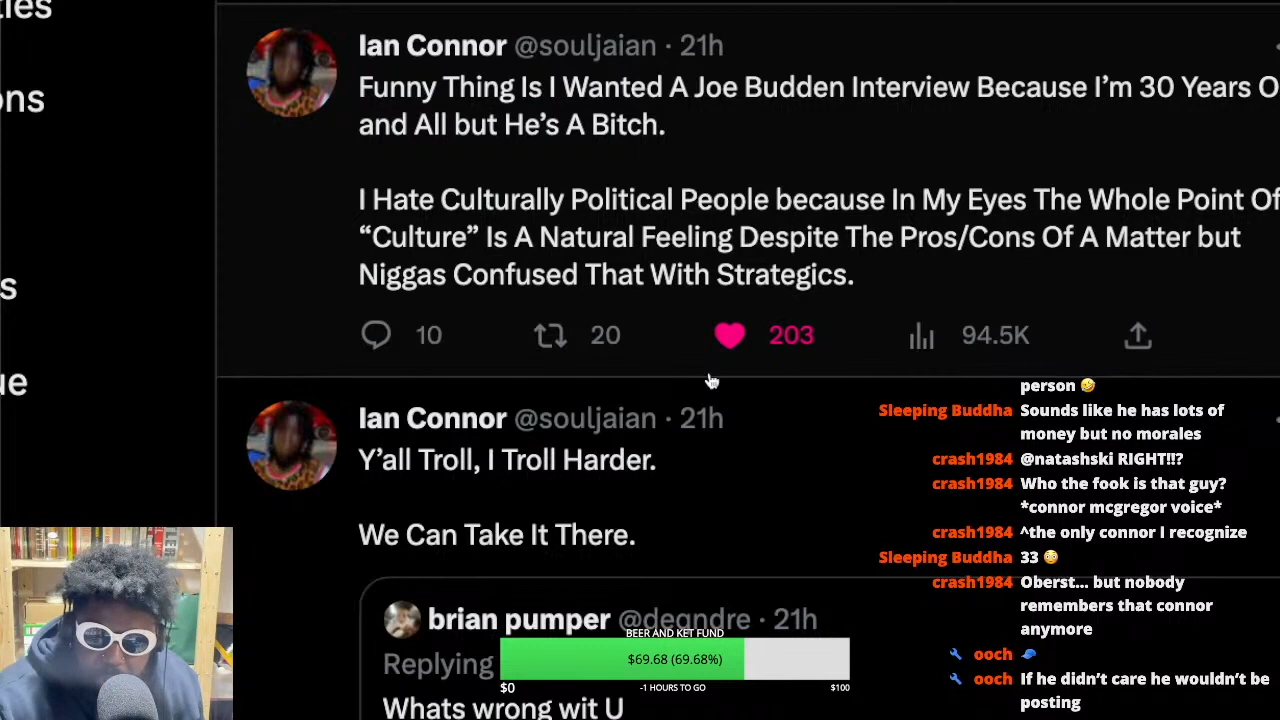 ties
ons
s
ue
Ian Connor @souljaian · 21h
Funny Thing Is I Wanted A Joe Budden Interview Because I’m 30 Years O
and All but He’s A Bitch.
I Hate Culturally Political People because In My Eyes The Whole Point Of
“Culture” Is A Natural Feeling Despite The Pros/Cons Of A Matter but
Niggas Confused That With Strategics.
10 20 203 94.5K
Ian Connor @souljaian · 21h
Y’all Troll, I Troll Harder.
We Can Take It There.
brian pumper @degndre · 21h
Replying
Whats wrong wit U
BEER AND KET FUND
$69.68 (69.68%)
$0 -1 HOURS TO GO $100
person 🤣
Sleeping Buddha Sounds like he has lots of
money but no morales
crash1984 @natashski RIGHT!!?
crash1984 Who the fook is that guy?
*connor mcgregor voice*
crash1984 ^the only connor I recognize
Sleeping Buddha 33 😳
crash1984 Oberst... but nobody
remembers that connor
anymore
ooch 🧢
ooch If he didn’t care he wouldn’t be
posting